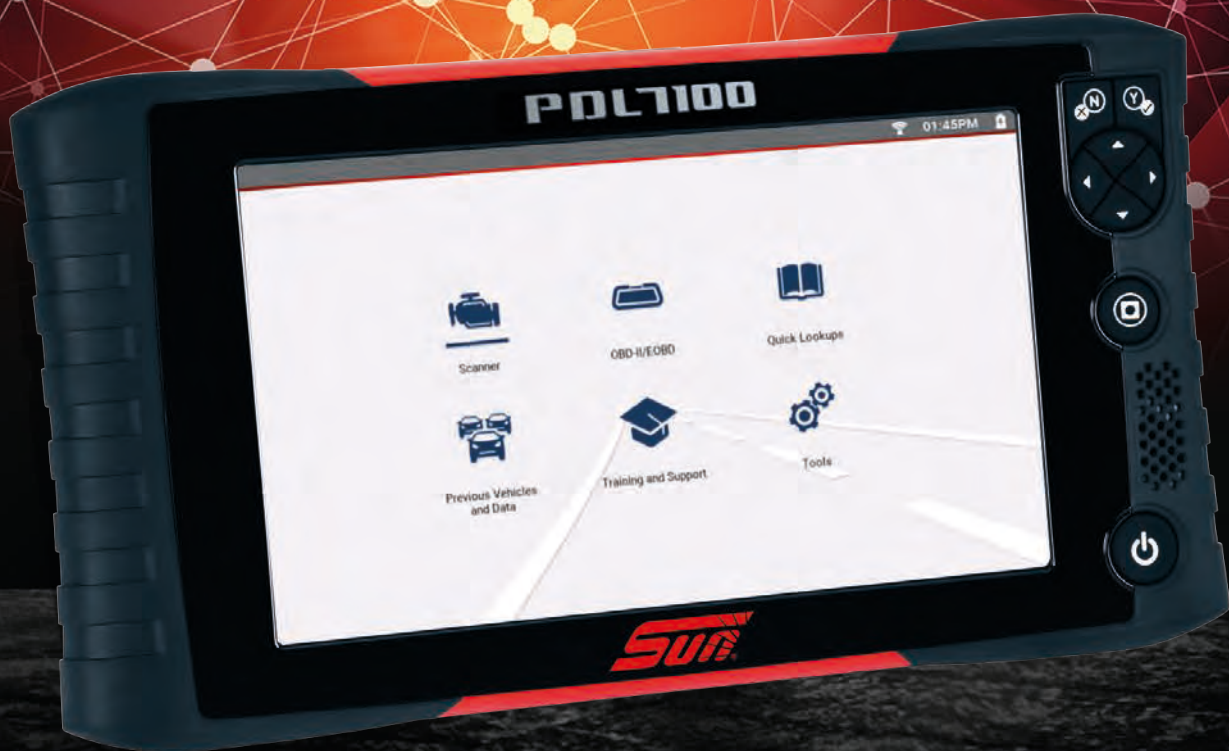 PDL7100
01:45PM
N Y
Scanner
OBD-II/EOBD
Quick Lookups
Previous Vehicles
and Data
Training and Support
Tools
Sun